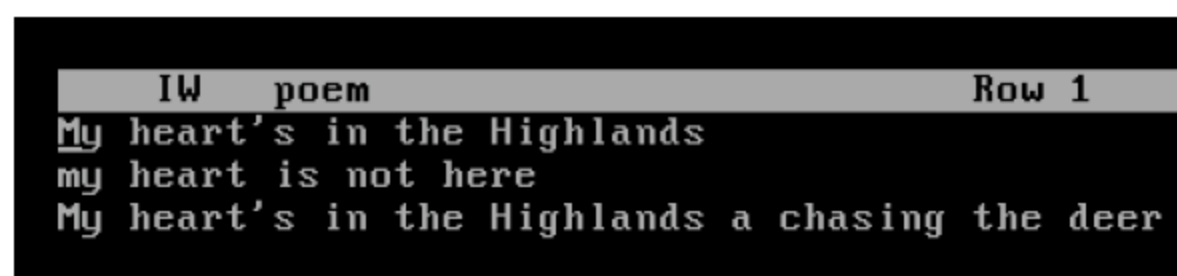 IW poem Row 1
My heart's in the Highlands
my heart is not here
My heart's in the Highlands a chasing the deer